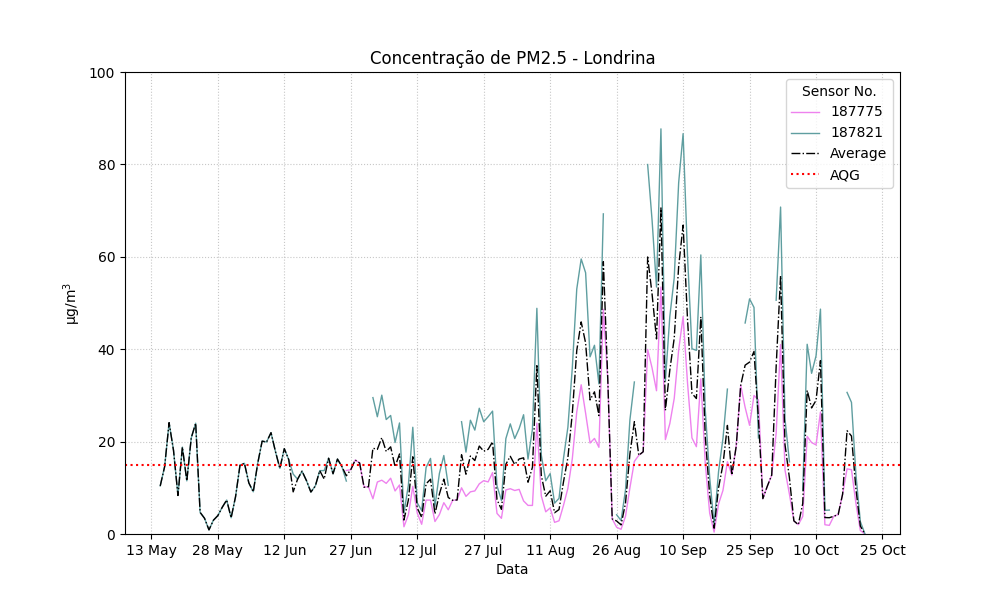 Concentração de PM2.5 - Londrina
100
80
60
40
20
0
µg/m³
Sensor No.
187775
187821
Average
AQG
13 May 28 May 12 Jun 27 Jun 12 Jul 27 Jul 11 Aug 26 Aug 10 Sep 25 Sep 10 Oct 25 Oct
Data